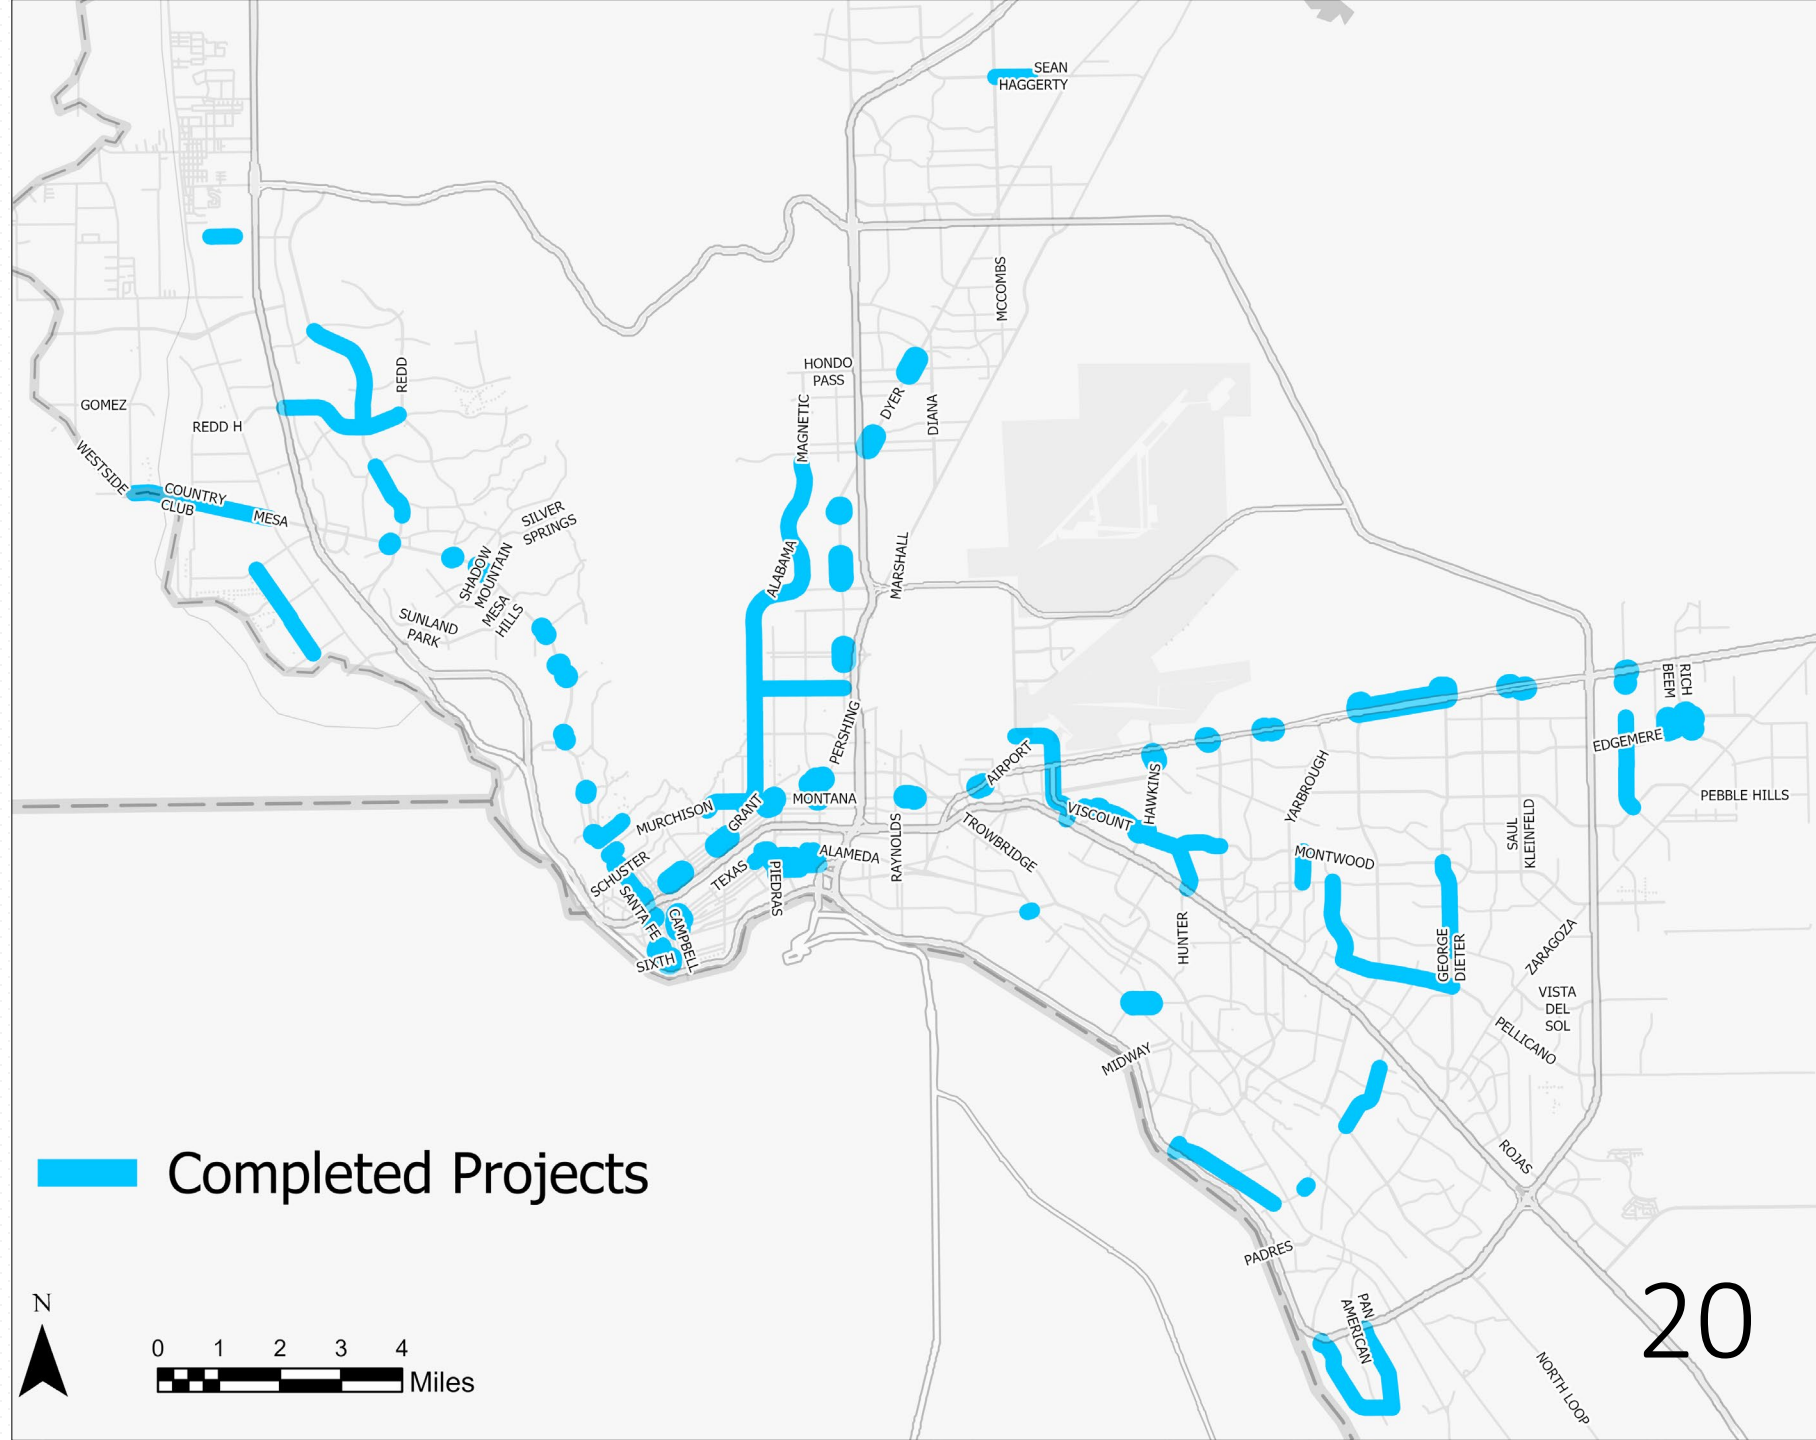 SEAN
HAGGERTY
MCCOMBS
HONDO
PASS
REDD
GOMEZ
REDD H
DYER
DIANA
MAGNETIC
WESTSIDE
COUNTRY
CLUB
MESA
SILVER
SPRINGS
SHADOW
MOUNTAIN
MESA
HILLS
SUNLAND
PARK
ALABAMA
MARSHALL
PERSHING
RICH
BEEM
EDGEMERE
PEBBLE HILLS
AIRPORT
HAWKINS
YARBROUGH
MURCHISON
GRANT
MONTANA
VISCOUNT
TROWBRIDGE
RAYNOLDS
ALAMEDA
SAUL
KLEINFELD
MONTWOOD
SCHUSTER
TEXAS
PIEDRAS
SANTA FE
CAMPBELL
SIXTH
HUNTER
GEORGE
DIETER
ZARAGOZA
VISTA
DEL
SOL
PELLICANO
MIDWAY
ROJAS
PADRES
PAN
AMERICAN
NORTH LOOP
Completed Projects
N
0 1 2 3 4
Miles
20